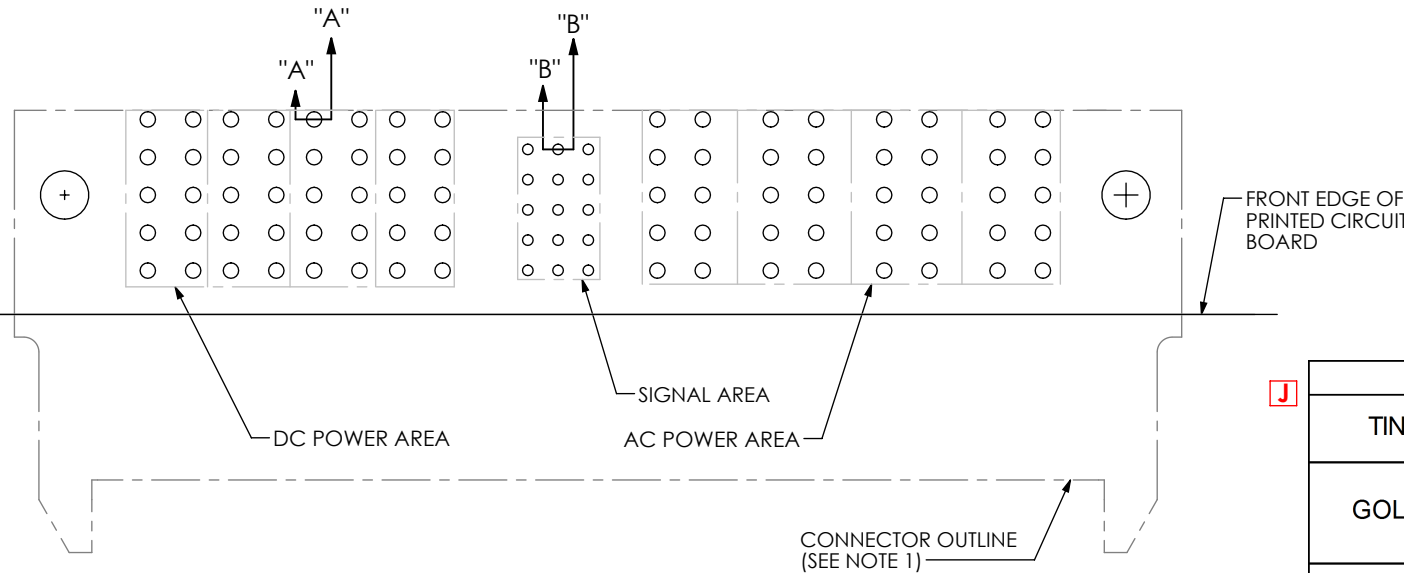 "A"
"B"
"A"
"B"
FRONT EDGE OF
PRINTED CIRCUIT
BOARD
J
SIGNAL AREA
DC POWER AREA
AC POWER AREA
TIN
CONNECTOR OUTLINE
(SEE NOTE 1)